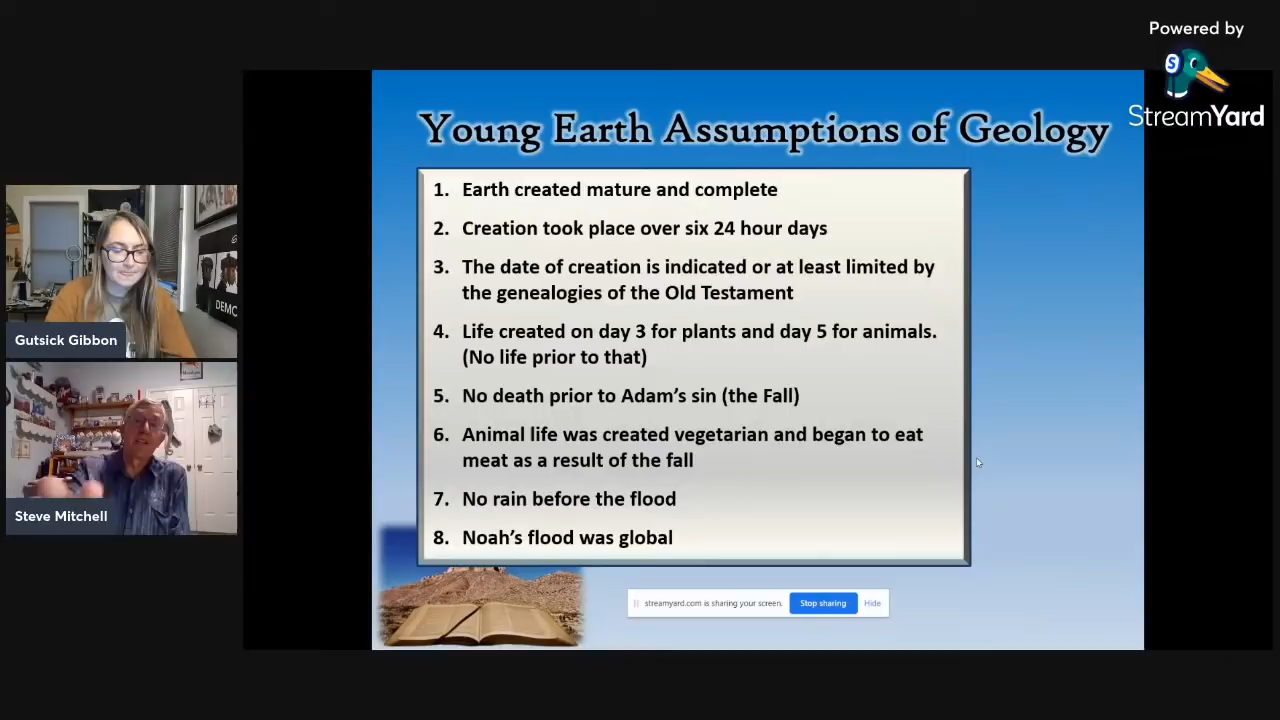 Powered by
S
StreamYard
Young Earth Assumptions of Geology
1. Earth created mature and complete
2. Creation took place over six 24 hour days
3. The date of creation is indicated or at least limited by
the genealogies of the Old Testament
4. Life created on day 3 for plants and day 5 for animals.
(No life prior to that)
5. No death prior to Adam’s sin (the Fall)
6. Animal life was created vegetarian and began to eat
meat as a result of the fall
7. No rain before the flood
8. Noah’s flood was global
DEMO
Gutsick Gibbon
Steve Mitchell
streamyard.com is sharing your screen.
Stop sharing
Hide